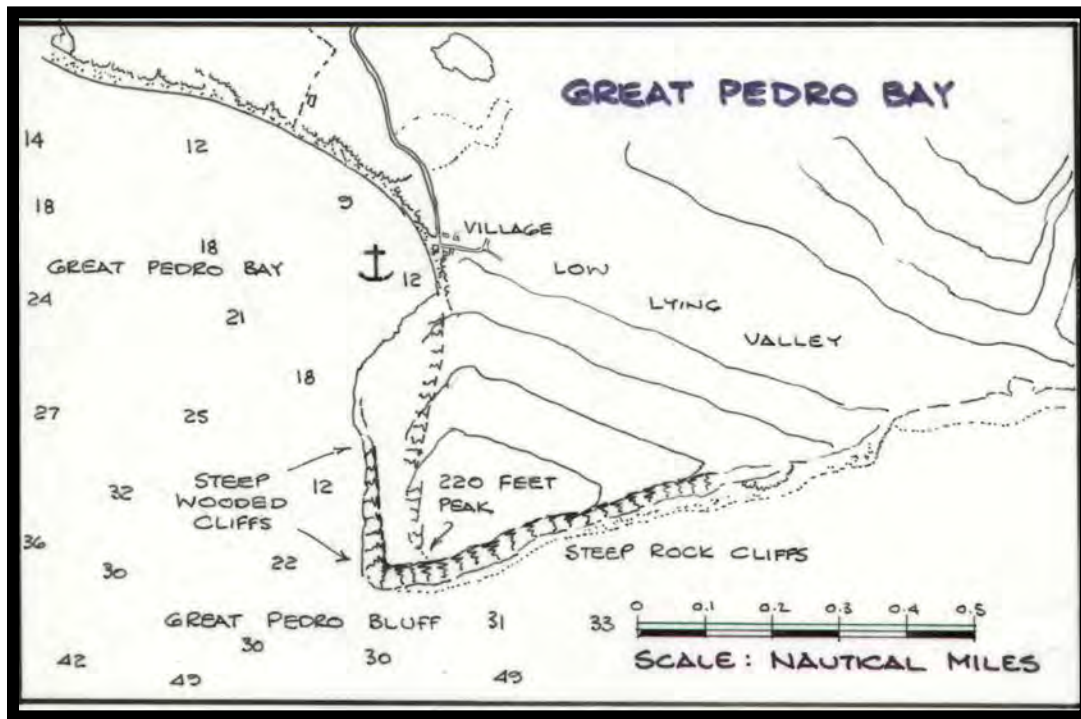 GREAT PEDRO BAY
14
12
18
9
18
VILLAGE
GREAT PEDRO BAY
12
LOW
24
LYING
21
VALLEY
18
27
25
STEEP
WOODED
CLIFFS
32
12
220 FEET
PEAK
36
30
22
STEEP ROCK CLIFFS
GREAT PEDRO BLUFF
31
33
0 0.1 0.2 0.3 0.4 0.5
SCALE: NAUTICAL MILES
30
42
30
49
49